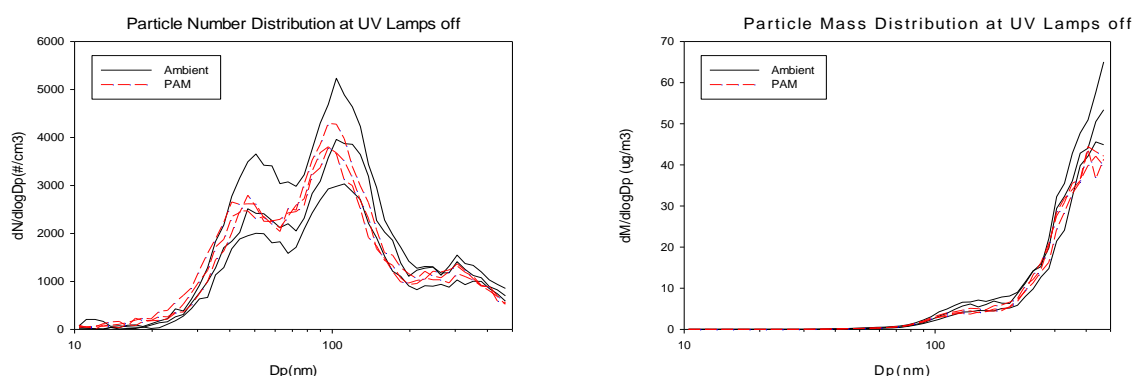 Particle Number Distribution at UV Lamps off
6000
5000
4000
3000
2000
1000
0
dN/dlogDp(#/cm3)
Ambient
PAM
10
100
Dp(nm)
Particle Mass Distribution at UV Lamps off
70
60
50
40
30
20
10
0
dM/dlogDp (ug/m3)
Ambient
PAM
10
100
Dp(nm)